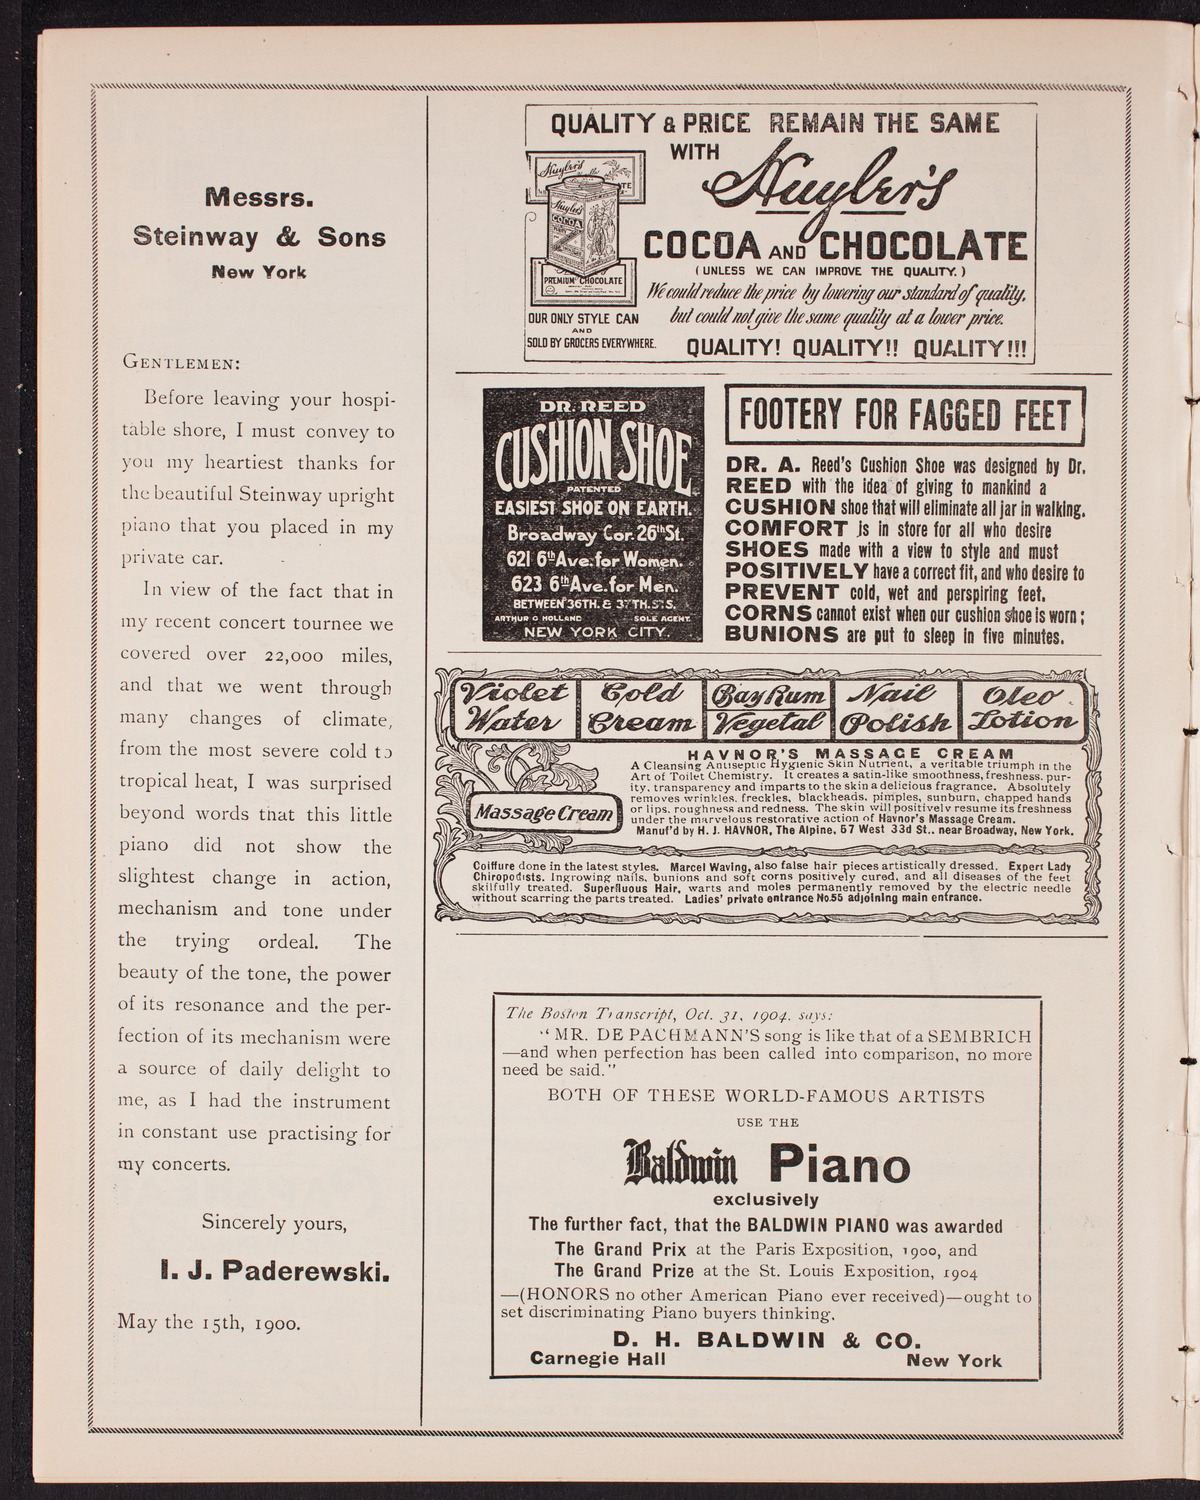 Messrs.
Steinway & Sons
New York
GENTLEMEN:
Before leaving your hospi-
table shore, I must convey to
you my heartiest thanks for
the beautiful Steinway upright
piano that you placed in my
private car.
In view of the fact that in
my recent concert tournee we
covered over 22,000 miles,
and that we went through
many changes of climate,
from the most severe cold to
tropical heat, I was surprised
beyond words that this little
piano did not show the
slightest change in action,
mechanism and tone under
the trying ordeal. The
beauty of the tone, the power
of its resonance and the per-
fection of its mechanism were
a source of daily delight to
me, as I had the instrument
in constant use practising for
my concerts.
Sincerely yours,
I. J. Paderewski.
May the 15th, 1900.
QUALITY & PRICE REMAIN THE SAME
WITH Huyler's
COCOA AND CHOCOLATE
(UNLESS WE CAN IMPROVE THE QUALITY.)
We could reduce the price by lowering our standard of quality,
but could not give the same quality at a lower price.
QUALITY! QUALITY!! QUALITY!!!
Huyler's
Huyler's
COCOA
PREMIUM CHOCOLATE
OUR ONLY STYLE CAN
AND
SOLD BY GROCERS EVERYWHERE.
DR. REED
CUSHION SHOE
PATENTED
EASIEST SHOE ON EARTH.
Broadway Cor. 26th St.
621 6th Ave. for Women.
623 6th Ave. for Men.
BETWEEN 36TH. & 37TH. STS.
ARTHUR G HOLLAND SOLE AGENT.
NEW YORK CITY.
FOOTERY FOR FAGGED FEET
DR. A. Reed's Cushion Shoe was designed by Dr.
REED with the idea of giving to mankind a
CUSHION shoe that will eliminate all jar in walking.
COMFORT is in store for all who desire
SHOES made with a view to style and must
POSITIVELY have a correct fit, and who desire to
PREVENT cold, wet and perspiring feet.
CORNS cannot exist when our cushion shoe is worn;
BUNIONS are put to sleep in five minutes.
Violet Water
Cold Cream
Bay Rum
Vegetal
Nail Polish
Oleo Lotion
Massage Cream
HAVNOR'S MASSAGE CREAM
A Cleansing Antiseptic Hygienic Skin Nutrient, a veritable triumph in the
Art of Toilet Chemistry. It creates a satin-like smoothness, freshness, pur-
ity, transparency and imparts to the skin a delicious fragrance. Absolutely
removes wrinkles, freckles, blackheads, pimples, sunburn, chapped hands
or lips, roughness and redness. The skin will positively resume its freshness
under the marvelous restorative action of Havnor's Massage Cream.
Manuf'd by H. J. HAVNOR, The Alpine, 57 West 33d St., near Broadway, New York.
Coiffure done in the latest styles. Marcel Waving, also false hair pieces artistically dressed. Expert Lady
Chiropodists. Ingrowing nails, bunions and soft corns positively cured, and all diseases of the feet
skilfully treated. Superfluous Hair, warts and moles permanently removed by the electric needle
without scarring the parts treated. Ladies' private entrance No.55 adjoining main entrance.
The Boston Transcript, Oct. 31, 1904, says:
"MR. DE PACHMANN'S song is like that of a SEMBRICH
—and when perfection has been called into comparison, no more
need be said."
BOTH OF THESE WORLD-FAMOUS ARTISTS
USE THE
Baldwin Piano
exclusively
The further fact, that the BALDWIN PIANO was awarded
The Grand Prix at the Paris Exposition, 1900, and
The Grand Prize at the St. Louis Exposition, 1904
—(HONORS no other American Piano ever received)—ought to
set discriminating Piano buyers thinking.
D. H. BALDWIN & CO.
Carnegie Hall New York